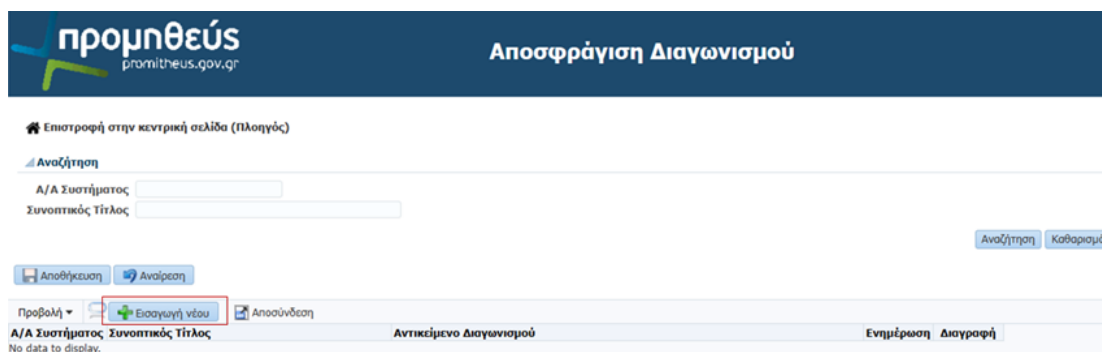 προμηθεύς
promitheus.gov.gr
Αποσφράγιση Διαγωνισμού
Επιστροφή στην κεντρική σελίδα (Πλοηγός)
Αναζήτηση
Α/Α Συστήματος
Συνοπτικός Τίτλος
Αναζήτηση Καθαρισμό
Αποθήκευση Αναίρεση
Προβολή Εισαγωγή νέου Αποσύνδεση
Α/Α Συστήματος Συνοπτικός Τίτλος Αντικείμενο Διαγωνισμού Ενημέρωση Διαγραφή
No data to display.